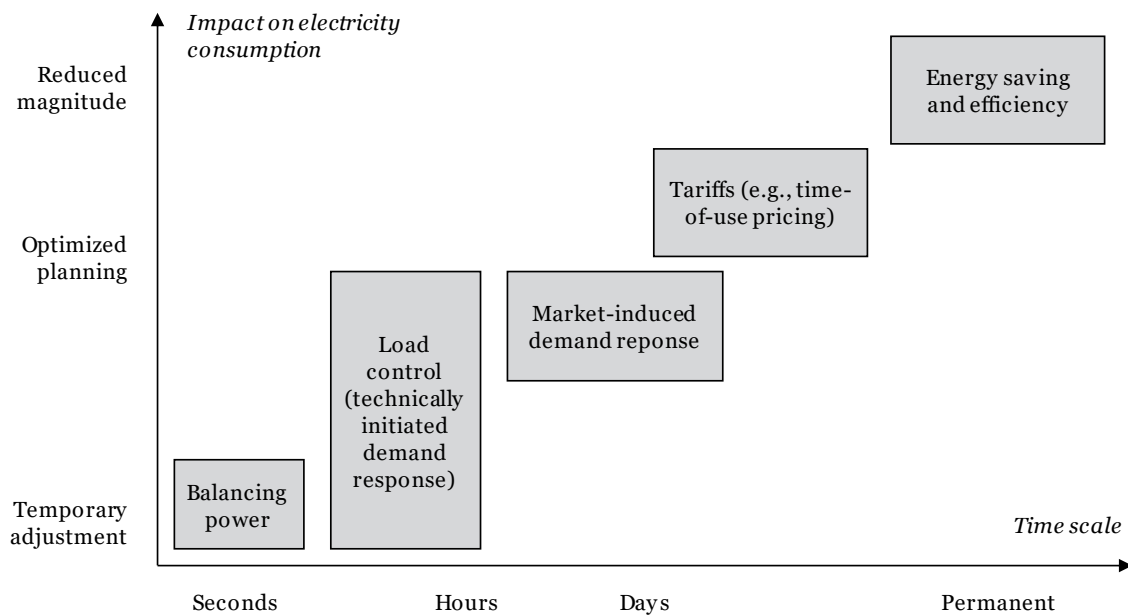 Impact on electricity
consumption
Reduced
magnitude
Energy saving
and efficiency
Tariffs (e.g., time-
of-use pricing)
Optimized
planning
Market-induced
demand reponse
Load
control
(technically
initiated
demand
response)
Balancing
power
Temporary
adjustment
Time scale
Seconds
Hours
Days
Permanent